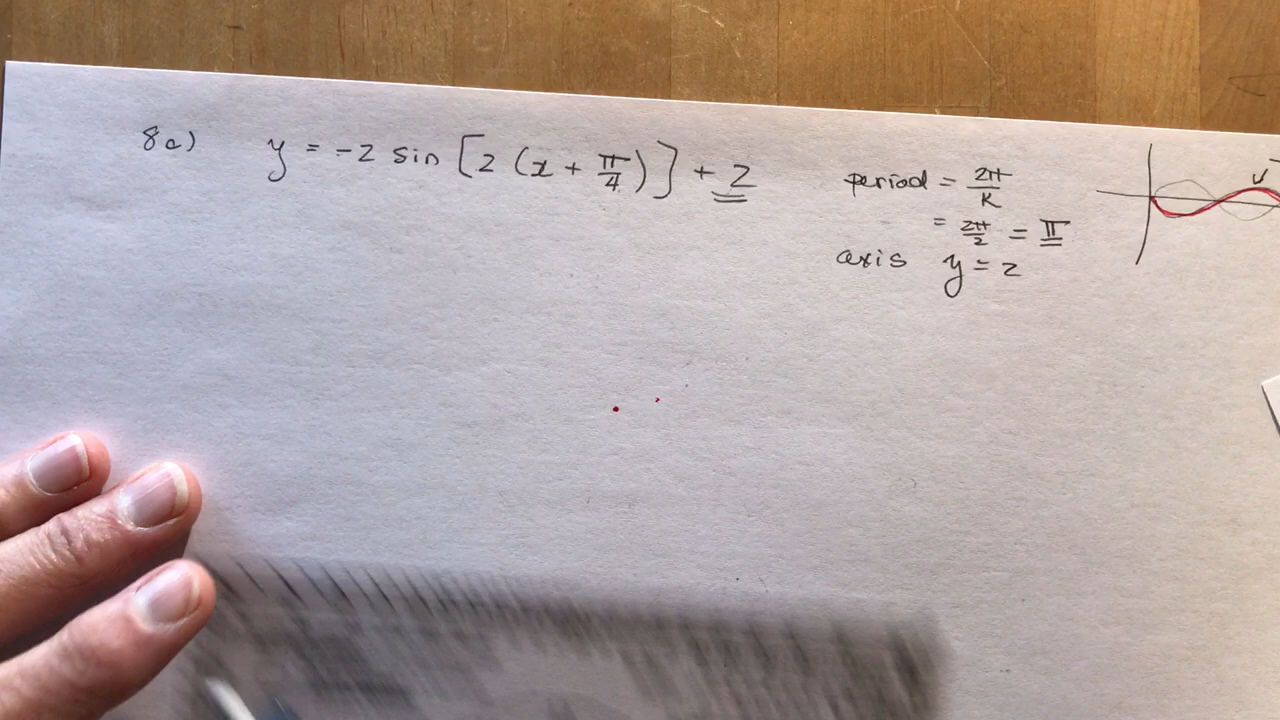 8a) y = -2 sin [2 (x + π/4)] + 2
period = 2π/K
= 2π/2 = π
axis y = 2